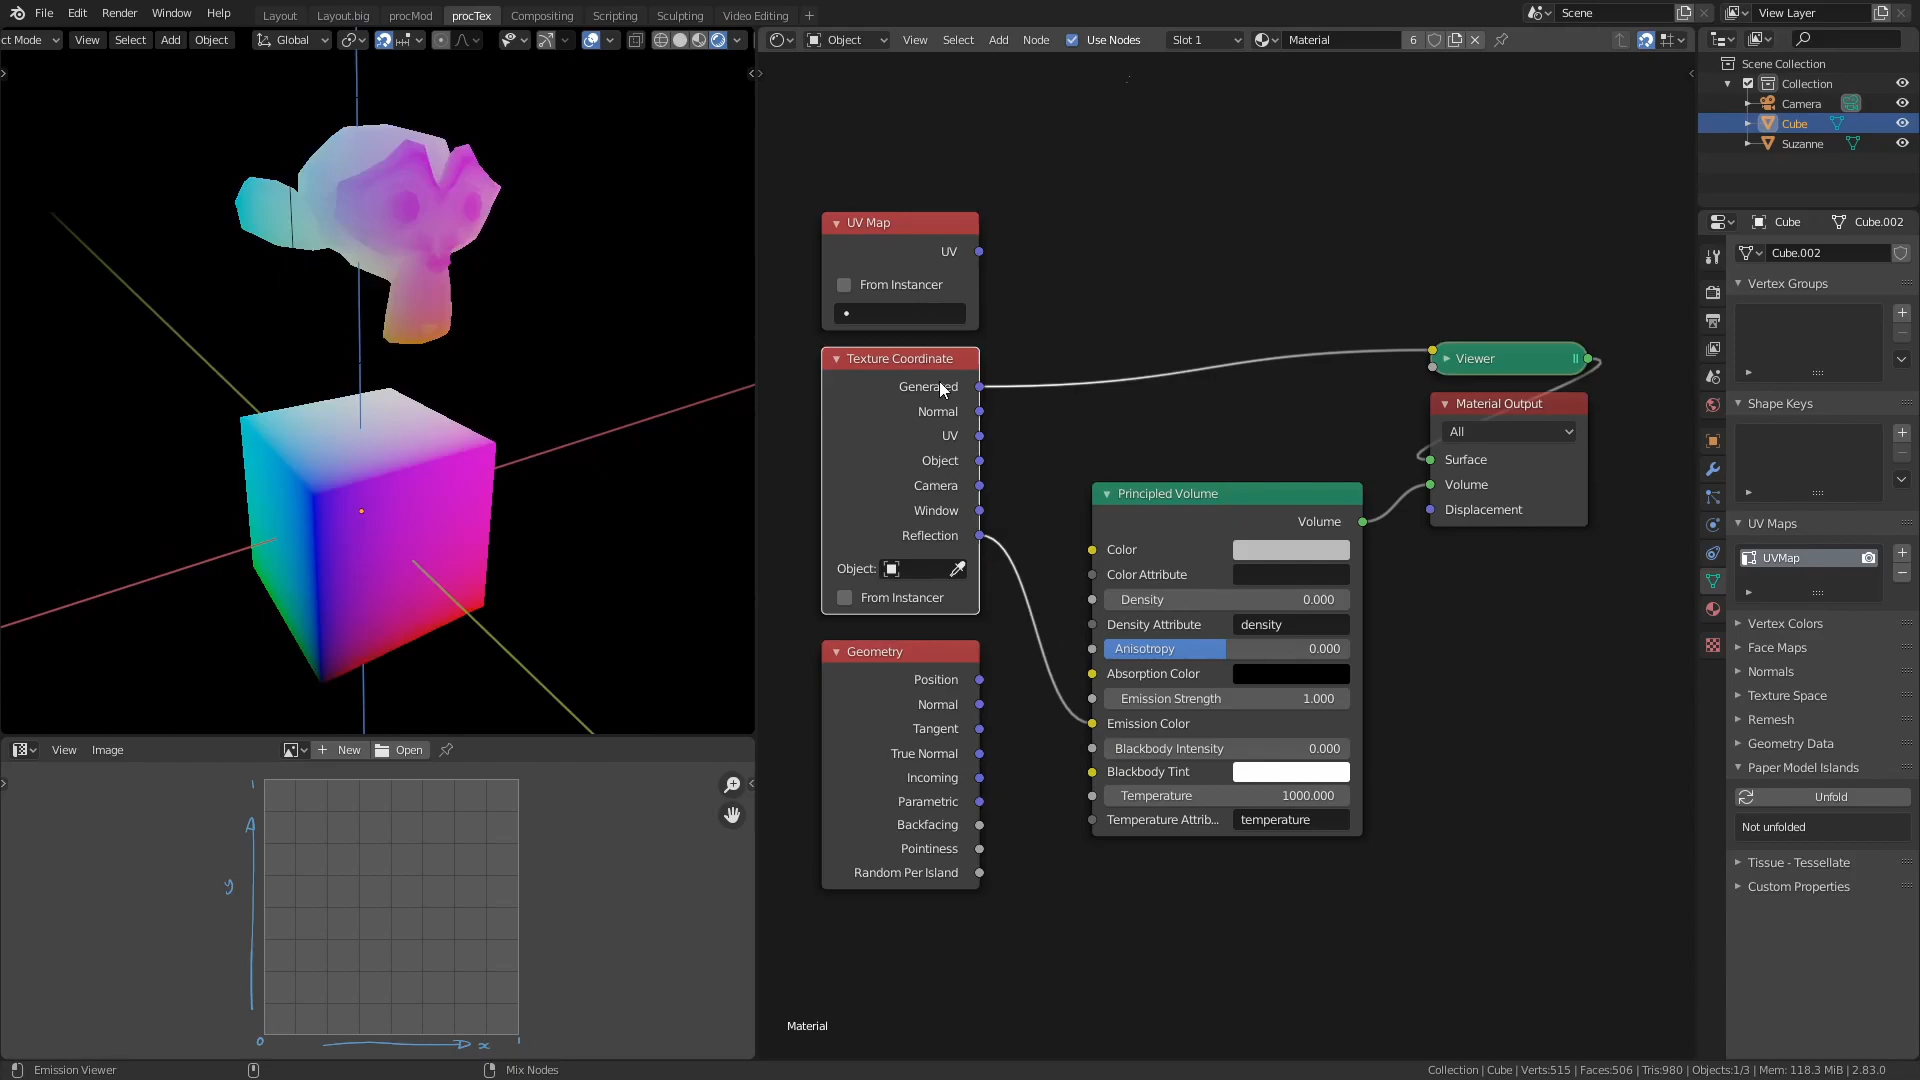 File Edit Render Window Help Layout Layout.big procMod procTex Compositing Scripting Sculpting Video Editing + Scene View Layer
ct Mode View Select Add Object Global Object View Select Add Node Use Nodes Slot 1 Material 6
Scene Collection
Collection
Camera
Cube
Suzanne
Cube Cube.002
Cube.002
Vertex Groups
Shape Keys
UV Maps
UVMap
Vertex Colors
Face Maps
Normals
Texture Space
Remesh
Geometry Data
Paper Model Islands
Unfold
Not unfolded
Tissue - Tessellate
Custom Properties
UV Map
UV
From Instancer
Texture Coordinate
Generated
Normal
UV
Object
Camera
Window
Reflection
Object:
From Instancer
Geometry
Position
Normal
Tangent
True Normal
Incoming
Parametric
Backfacing
Pointiness
Random Per Island
Principled Volume
Volume
Color
Color Attribute
Density 0.000
Density Attribute density
Anisotropy 0.000
Absorption Color
Emission Strength 1.000
Emission Color
Blackbody Intensity 0.000
Blackbody Tint
Temperature 1000.000
Temperature Attrib... temperature
Viewer
Material Output
All
Surface
Volume
Displacement
Material
View Image + New Open
y
0 x 1
Emission Viewer Mix Nodes Collection | Cube | Verts:515 | Faces:506 | Tris:980 | Objects:1/3 | Mem: 118.3 MiB | 2.83.0